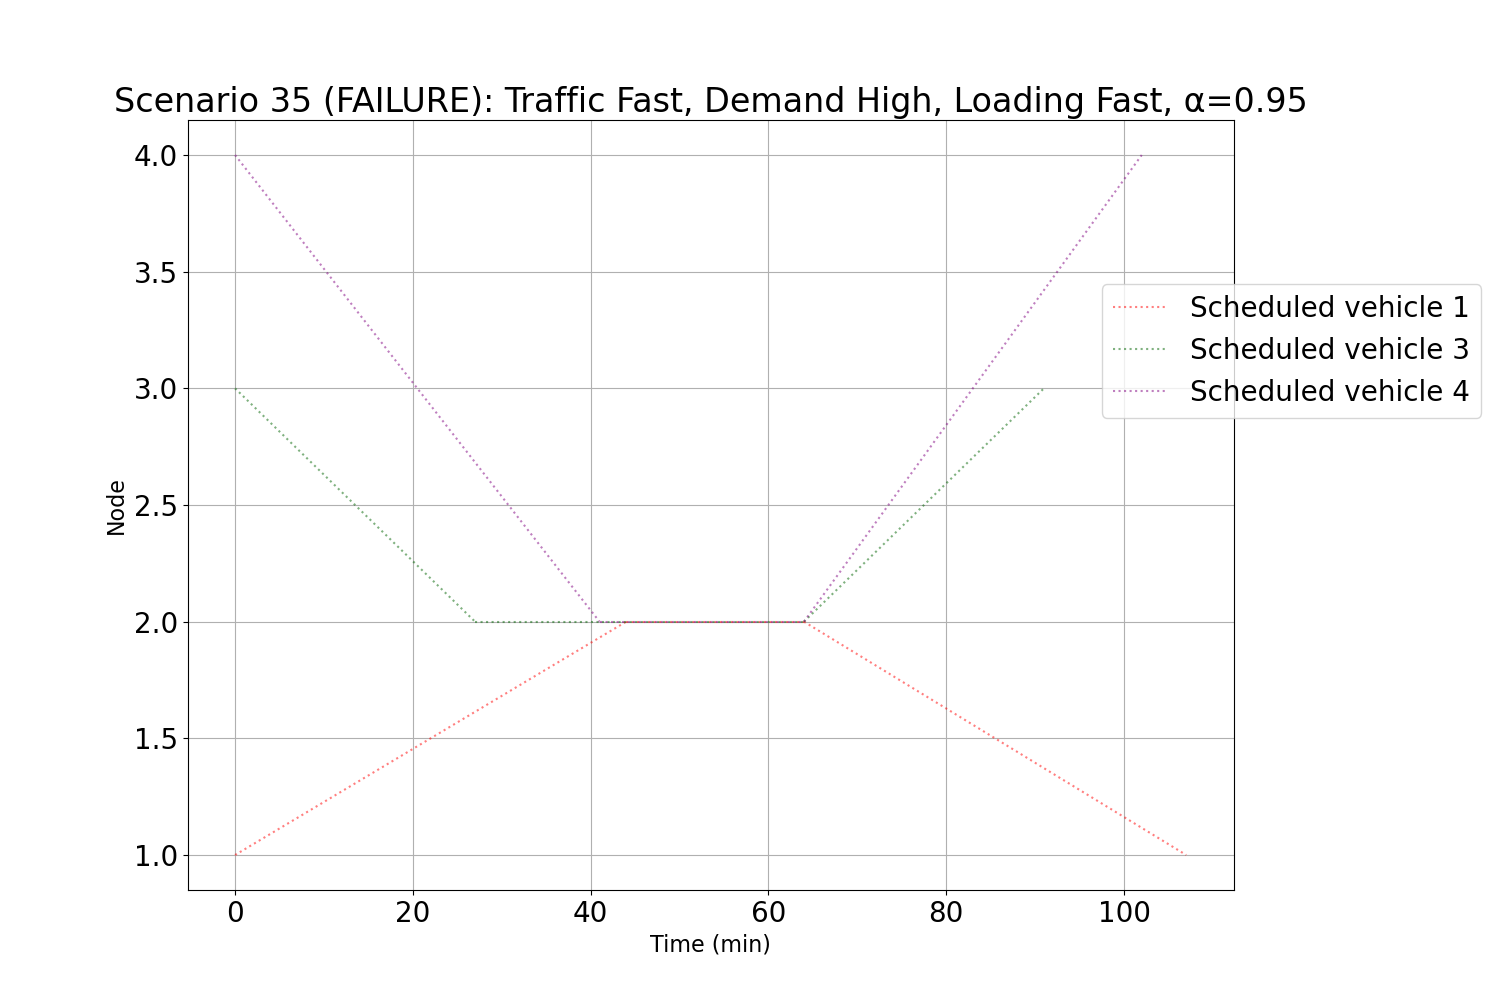 Scenario 35 (FAILURE): Traffic Fast, Demand High, Loading Fast, α=0.95
4.0
3.5
3.0
2.5
2.0
1.5
1.0
Node
Scheduled vehicle 1
Scheduled vehicle 3
Scheduled vehicle 4
0 20 40 60 80 100
Time (min)